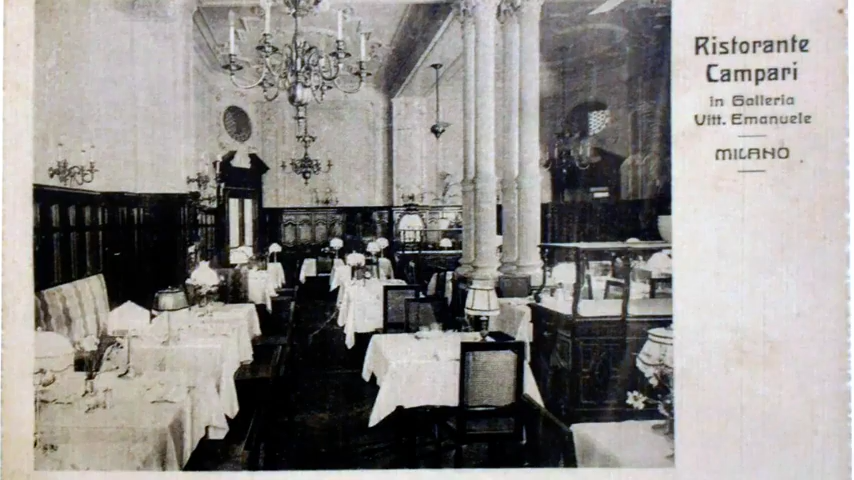 Ristorante
Campari
in Galleria
Vitt. Emanuele
MILANO